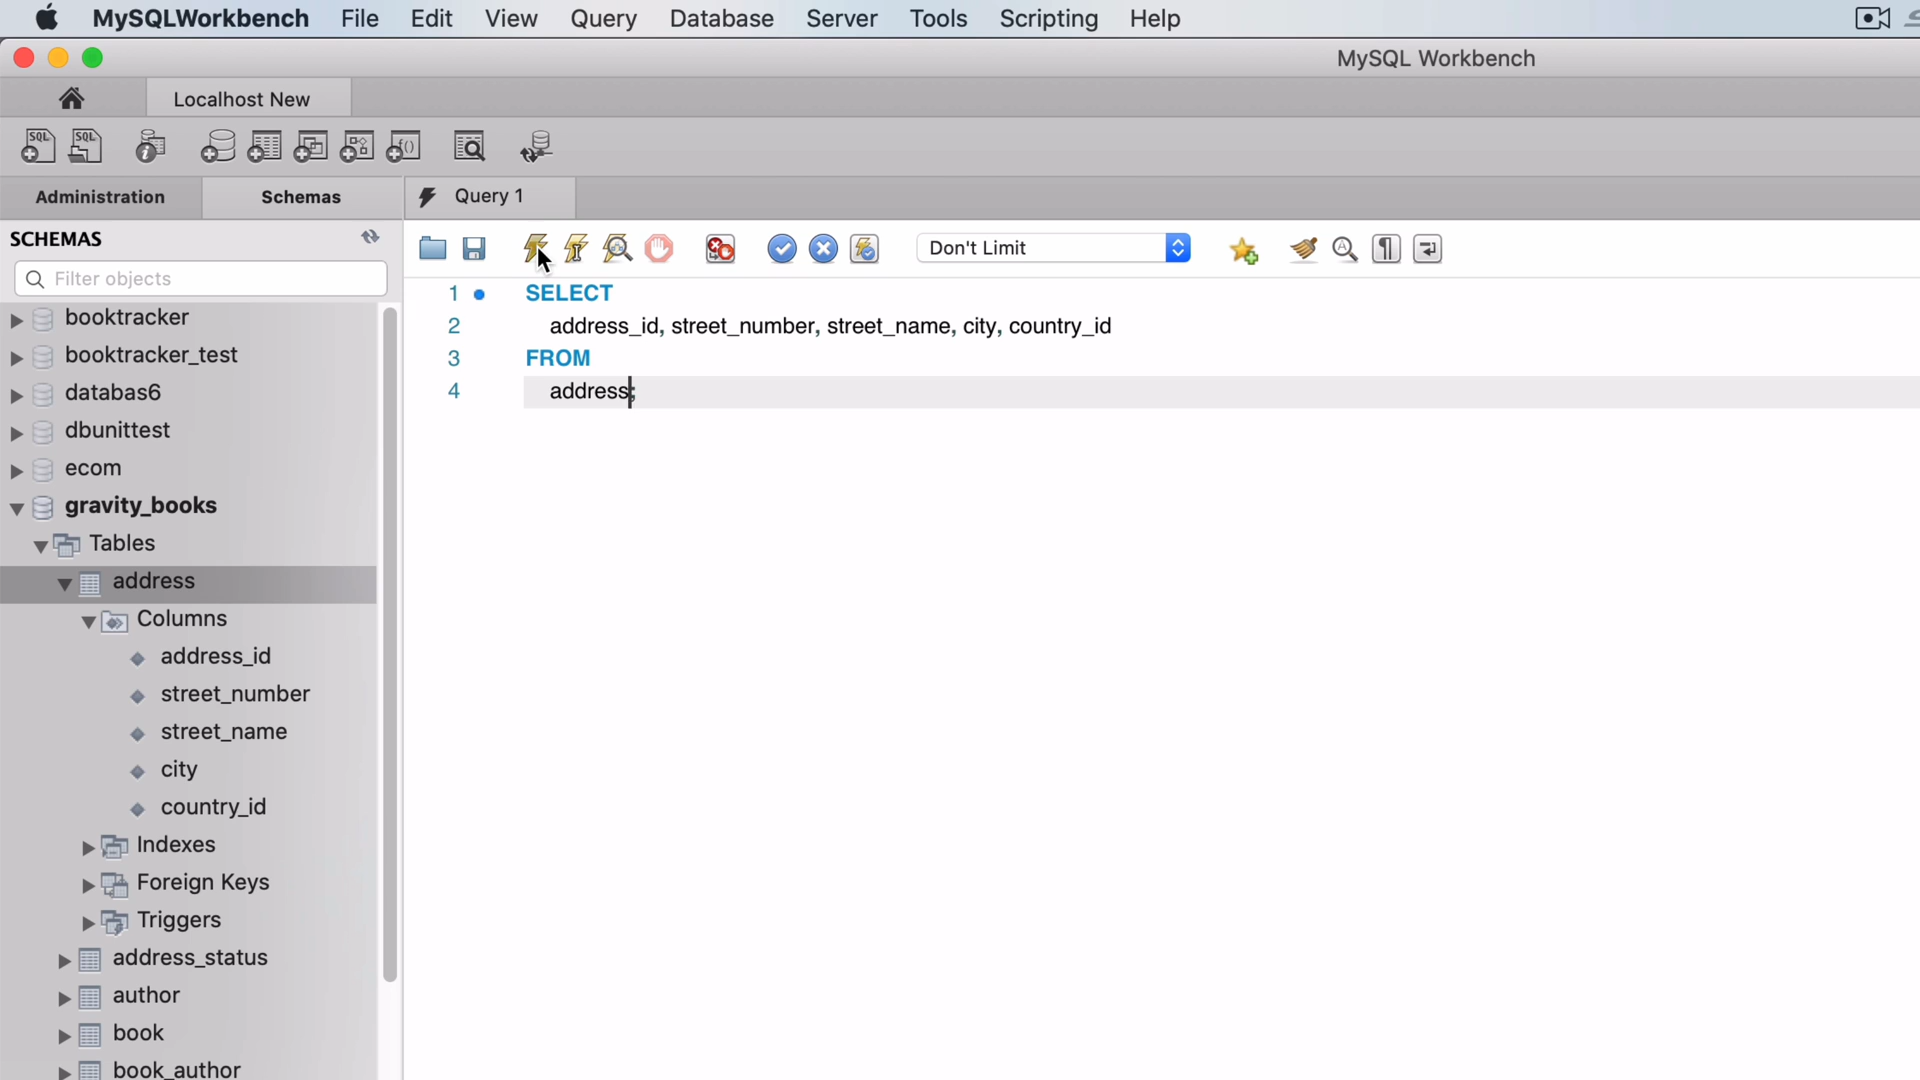 MySQLWorkbench File Edit View Query Database Server Tools Scripting Help
MySQL Workbench
Localhost New
SQL SQL f()
Administration Schemas Query 1
SCHEMAS
Don't Limit
Filter objects
1 SELECT
2 address_id, street_number, street_name, city, country_id
3 FROM
4 address;
booktracker
booktracker_test
databas6
dbunittest
ecom
gravity_books
Tables
address
Columns
address_id
street_number
street_name
city
country_id
Indexes
Foreign Keys
Triggers
address_status
author
book
book_author